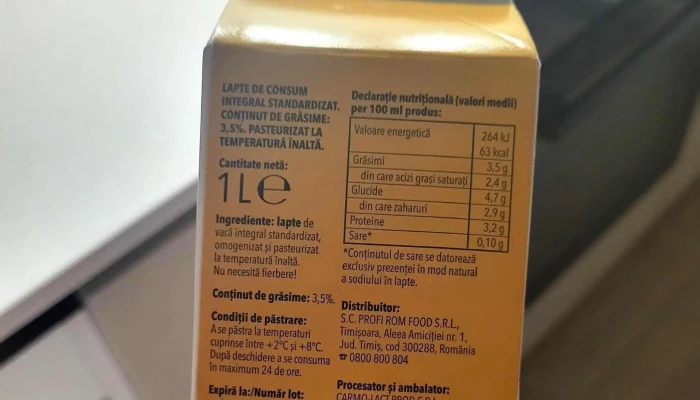 LAPTE DE CONSUM
INTEGRAL STANDARDIZAT.
CONȚINUT DE GRĂSIME:
3,5%. PASTEURIZAT LA
TEMPERATURĂ ÎNALTĂ.
Cantitate netă:
1L℮
Ingrediente: lapte de
vacă integral standardizat,
omogenizat și pasteurizat
la temperatură înaltă.
Nu necesită fierbere!
Conținut de grăsime: 3,5%.
Condiții de păstrare:
A se păstra la temperaturi
cuprinse între +2°C și +8°C.
După deschidere a se consuma
în maximum 24 de ore.
Expiră la:/Număr lot:
Declarație nutrițională (valori medii)
per 100 ml produs:
Valoare energetică 264 kJ
63 kcal
Grăsimi 3,5 g
din care acizi grași saturați 2,4 g
Glucide 4,7 g
din care zaharuri 2,9 g
Proteine 3,2 g
Sare* 0,10 g
*Conținutul de sare se datorează
exclusiv prezenței în mod natural
a sodiului în lapte.
Distribuitor:
S.C. PROFI ROM FOOD S.R.L.,
Timișoara, Aleea Amiciției nr. 1,
Jud. Timiș, cod 300288, România
☎ 0800 800 804
Procesator și ambalator:
CARMO-LACT PROD S.R.L.